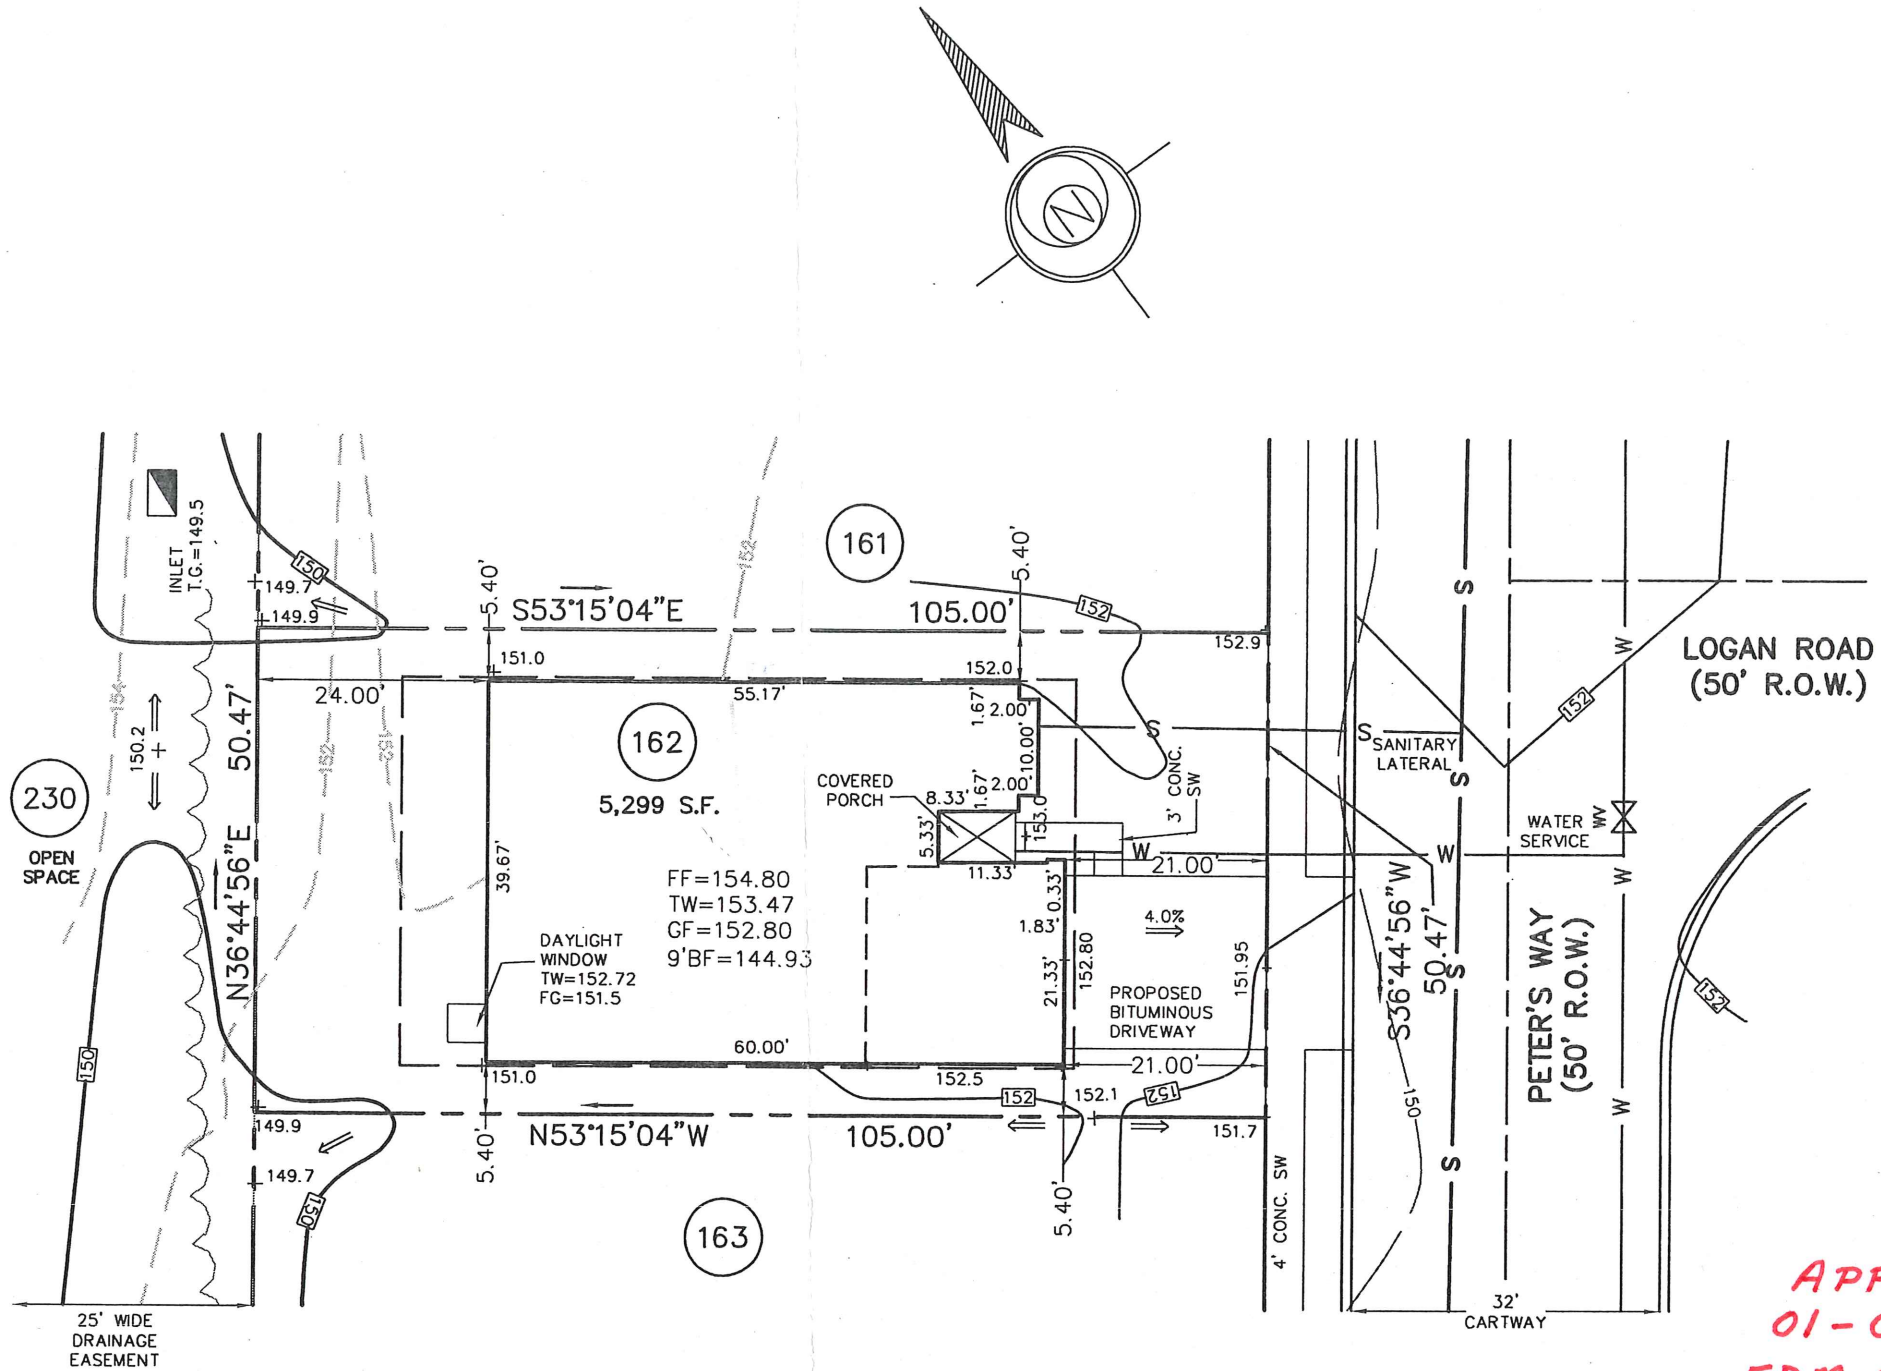 N
161
5.40'
5.40'
INLET
T.G.=149.5
150
149.7
149.9
S53°15'04"E
105.00'
152
152
152.9
151.0
152.0
24.00'
55.17'
154
152
152
150.2
N36°44'56"E 50.47'
162
5,299 S.F.
1.67'
2.00'
10.00'
2.00'
1.67'
COVERED
PORCH
8.33'
5.33'
153.0
11.33'
3' CONC.
SW
S
S
SANITARY
LATERAL
S
S
S
S
LOGAN ROAD
(50' R.O.W.)
152
W
WV
WATER
SERVICE
W
W
W
W
230
OPEN
SPACE
39.67'
FF=154.80
TW=153.47
GF=152.80
9'BF=144.93
DAYLIGHT
WINDOW
TW=152.72
FG=151.5
21.00'
0.33'
1.83'
21.33'
152.80
4.0%
151.95
PROPOSED
BITUMINOUS
DRIVEWAY
S36°44'56"W
50.47'
PETER'S WAY
(50' R.O.W.)
152
60.00'
21.00'
150
151.0
152.5
152
152.1
152
151.7
150
149.9
5.40'
N53°15'04"W
105.00'
5.40'
149.7
150
163
4' CONC. SW
25' WIDE
DRAINAGE
EASEMENT
32'
CARTWAY